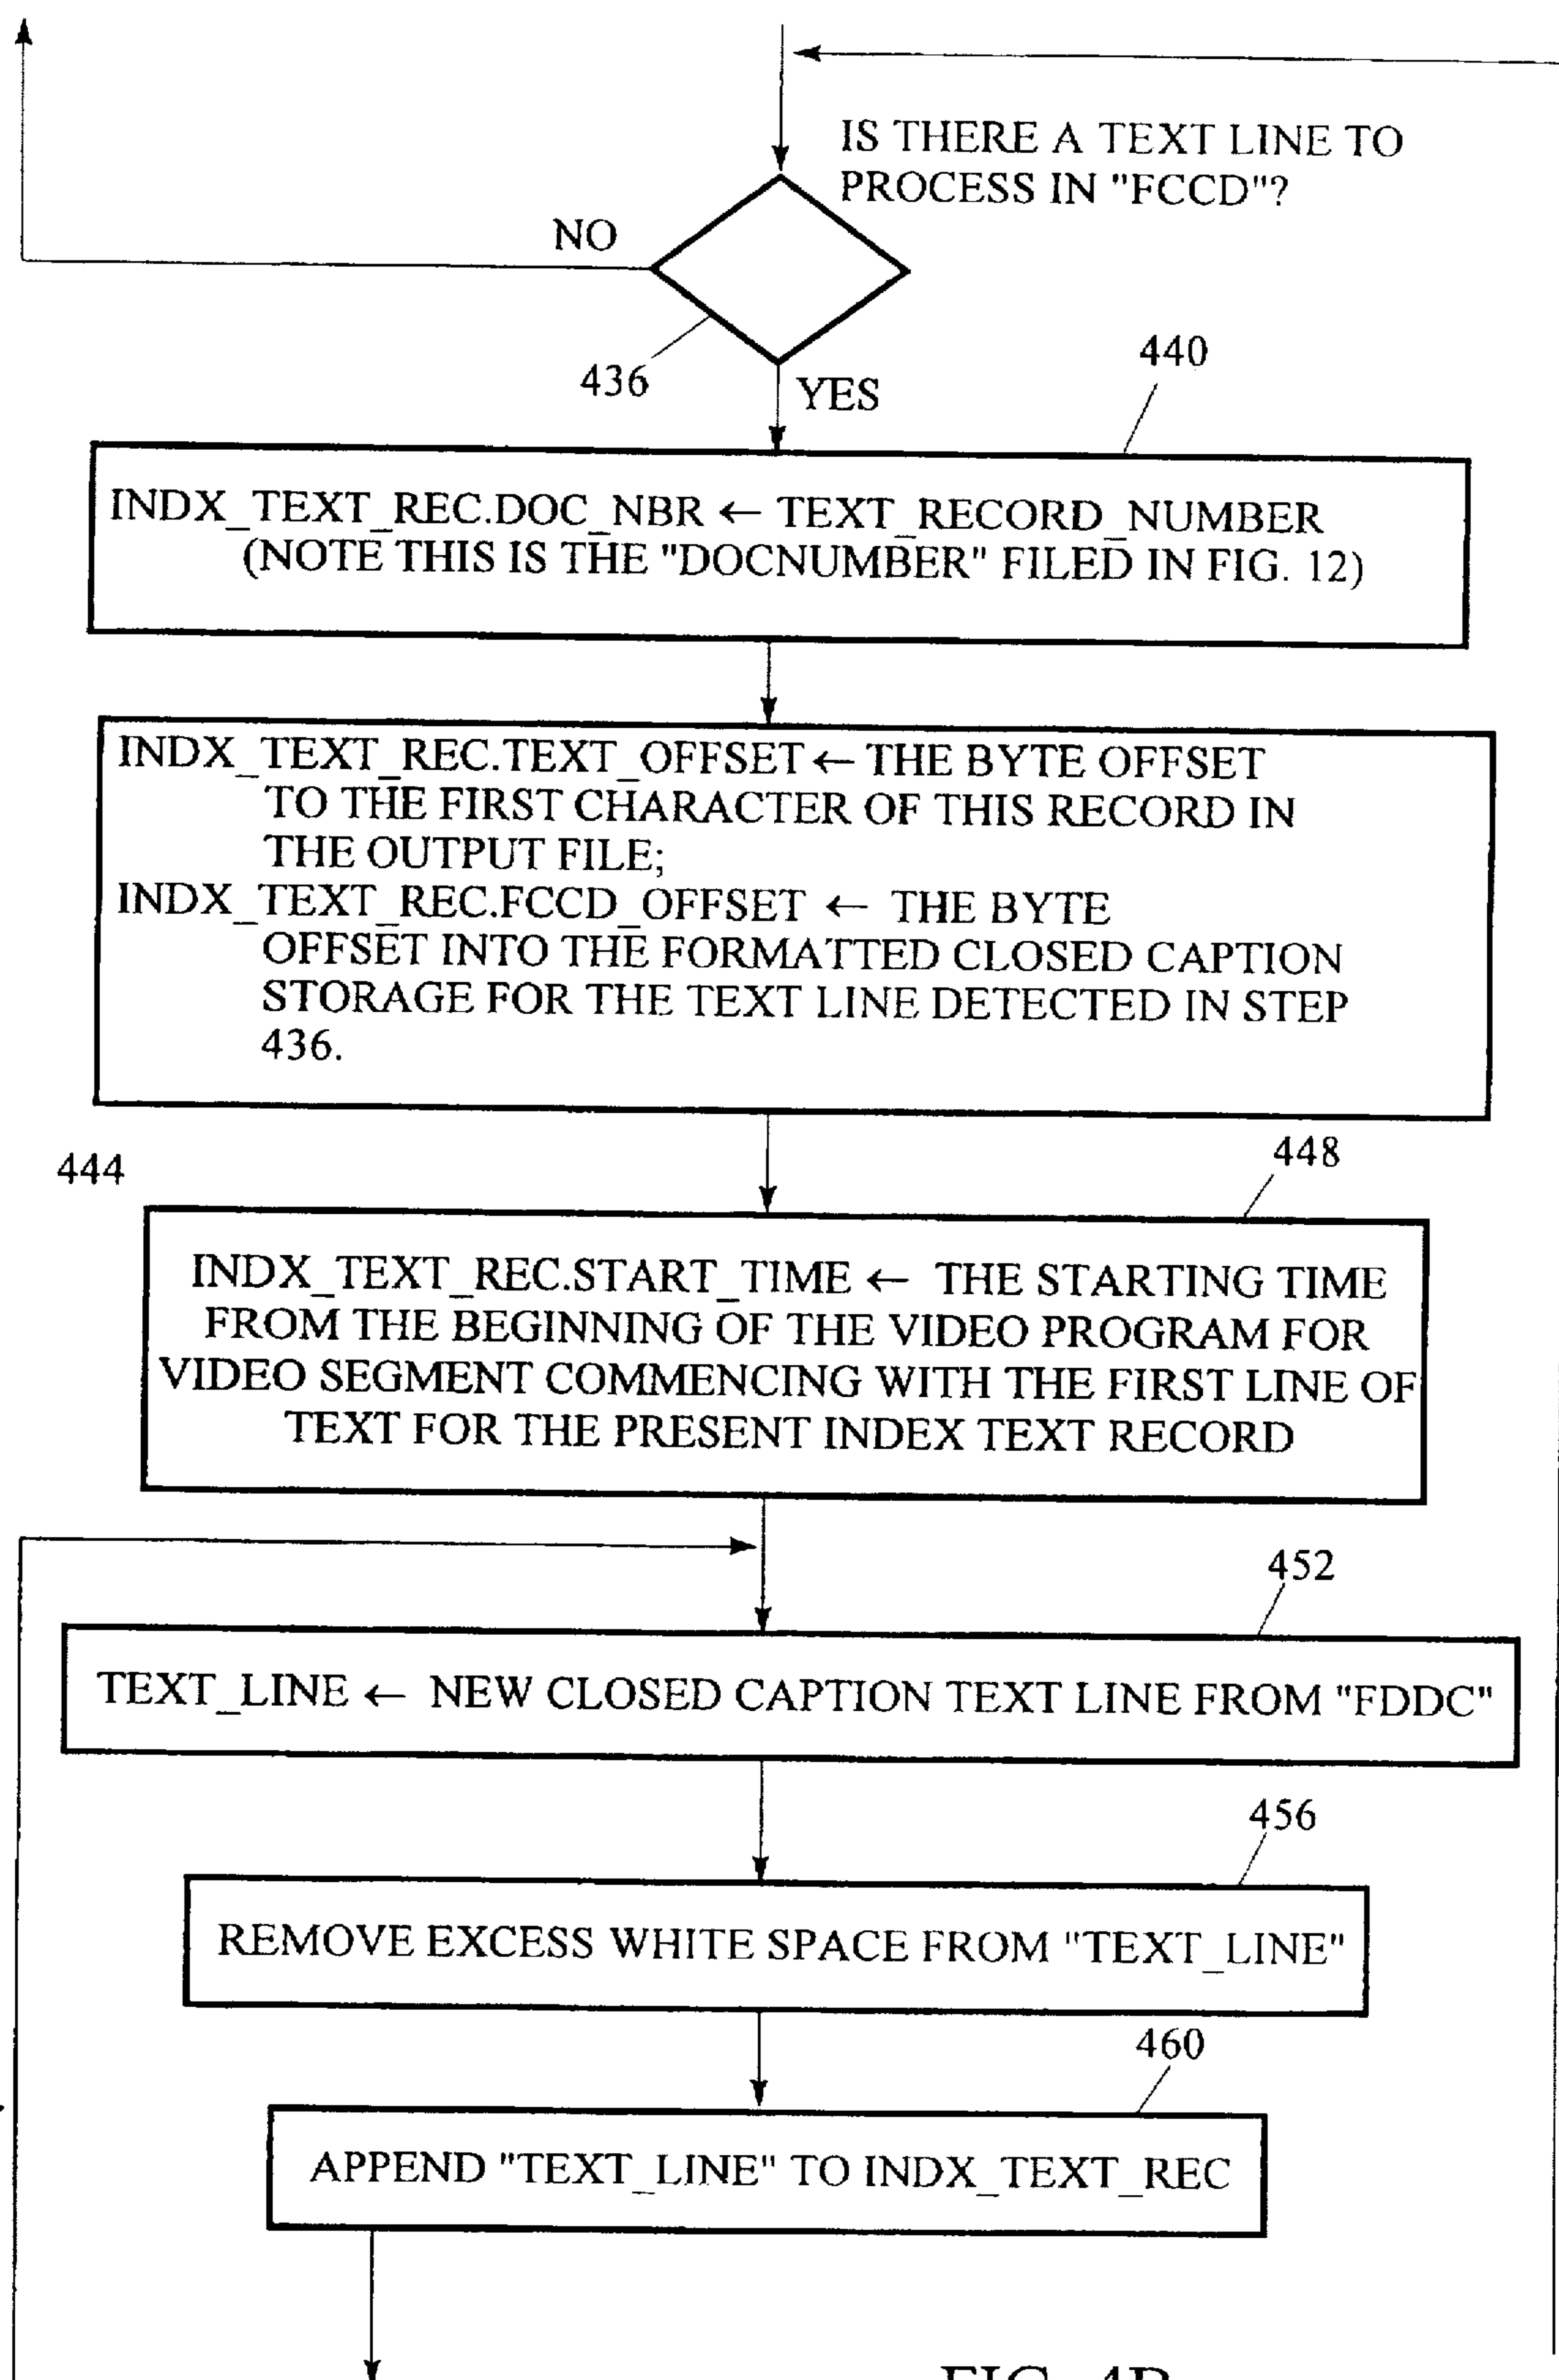 IS THERE A TEXT LINE TO
PROCESS IN "FCCD"?
NO
436
YES
440
INDX_TEXT_REC.DOC_NBR ← TEXT_RECORD_NUMBER
(NOTE THIS IS THE "DOCNUMBER" FILED IN FIG. 12)
INDX_TEXT_REC.TEXT_OFFSET ← THE BYTE OFFSET
TO THE FIRST CHARACTER OF THIS RECORD IN
THE OUTPUT FILE;
INDX_TEXT_REC.FCCD_OFFSET ← THE BYTE
OFFSET INTO THE FORMATTED CLOSED CAPTION
STORAGE FOR THE TEXT LINE DETECTED IN STEP
436.
444
448
INDX_TEXT_REC.START_TIME ← THE STARTING TIME
FROM THE BEGINNING OF THE VIDEO PROGRAM FOR
VIDEO SEGMENT COMMENCING WITH THE FIRST LINE OF
TEXT FOR THE PRESENT INDEX TEXT RECORD
452
TEXT_LINE ← NEW CLOSED CAPTION TEXT LINE FROM "FDDC"
456
REMOVE EXCESS WHITE SPACE FROM "TEXT_LINE"
460
APPEND "TEXT_LINE" TO INDX_TEXT_REC